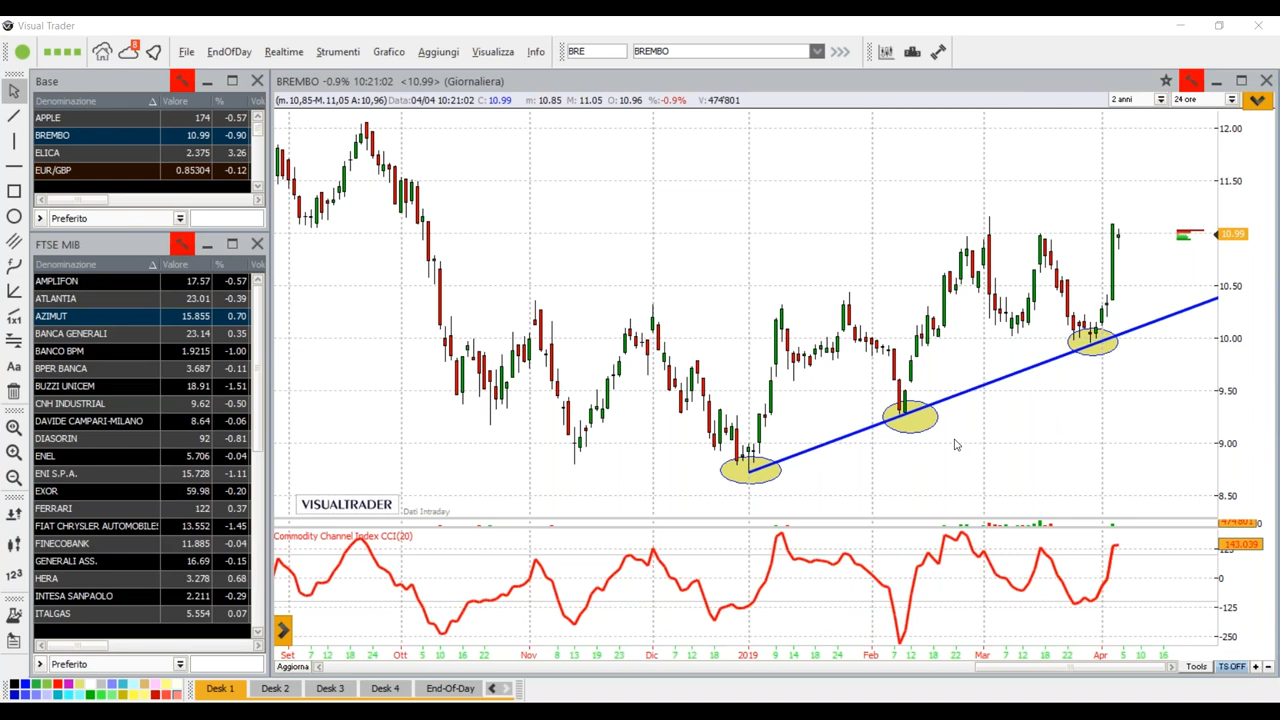 Visual Trader
8
File EndOfDay Realtime Strumenti Grafico Aggiungi Visualizza Info BRE BREMBO
Base
Denominazione Valore % Vol
APPLE 174 -0.57
BREMBO 10.99 -0.90
ELICA 2.375 3.26
EUR/GBP 0.85304 -0.12
Preferito
FTSE MIB
Denominazione Valore % Vol
AMPLIFON 17.57 -0.57
ATLANTIA 23.01 -0.39
AZIMUT 15.855 0.70
BANCA GENERALI 23.14 0.35
BANCO BPM 1.9215 -1.00
BPER BANCA 3.687 -0.11
BUZZI UNICEM 18.91 -1.51
CNH INDUSTRIAL 9.62 -0.50
DAVIDE CAMPARI-MILANO 8.64 -0.06
DIASORIN 92 -0.81
ENEL 5.706 -0.04
ENI S.P.A. 15.728 -1.11
EXOR 59.98 -0.20
FERRARI 122 0.37
FIAT CHRYSLER AUTOMOBILES 13.552 -1.45
FINECOBANK 11.885 -0.04
GENERALI ASS. 16.69 -0.15
HERA 3.278 0.68
INTESA SANPAOLO 2.211 -0.29
ITALGAS 5.554 0.07
Preferito
1x1
Aa
123
BREMBO -0.9% 10:21:02 <10.99> (Giornaliera)
(m. 10,85-M. 11,05 A: 10,96) Data:04/04 10:21:02 C: 10.99 m: 10.85 M: 11.05 O: 10.96 %:-0.9% V: 474'801
2 anni 24 ore
12.00
11.50
10.99
10.50
10.00
9.50
9.00
8.50
VISUALTRADER
Dati Intraday
474'801
Commodity Channel Index CCI(20)
143.039
0
-125
-250
Set 7 12 18 24 Ott 5 10 16 22 Nov 7 13 19 23 Dic 6 12 18 2019 9 14 18 24 Feb 6 12 18 22 Mar 6 12 18 22 Apr 5 10 16
Aggiorna Tools TS OFF
Desk 1 Desk 2 Desk 3 Desk 4 End-Of-Day